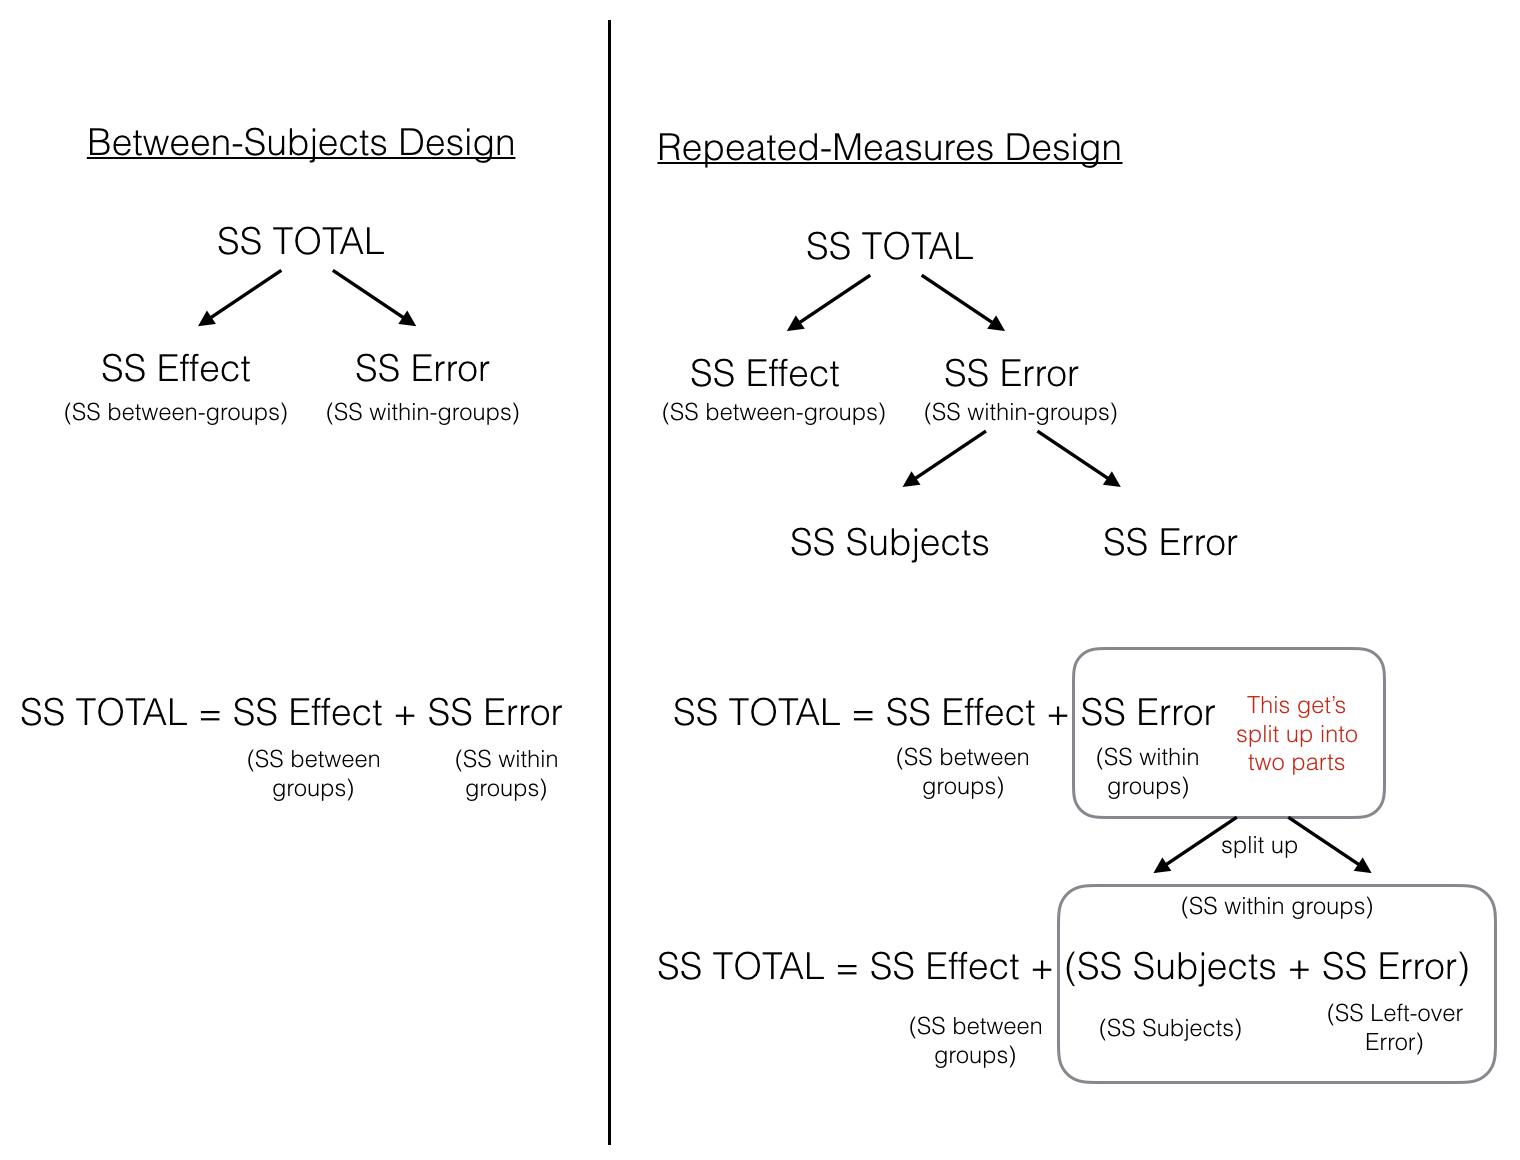 Between-Subjects Design
SS TOTAL
SS Effect
SS Error
(SS between-groups)
(SS within-groups)
SS TOTAL = SS Effect + SS Error
(SS between
groups)
(SS within
groups)
Repeated-Measures Design
SS TOTAL
SS Effect
SS Error
(SS between-groups)
(SS within-groups)
SS Subjects
SS Error
SS TOTAL = SS Effect + SS Error
(SS between
groups)
(SS within
groups)
This get's
split up into
two parts
split up
(SS within groups)
SS TOTAL = SS Effect + (SS Subjects + SS Error)
(SS between
groups)
(SS Subjects)
(SS Left-over
Error)